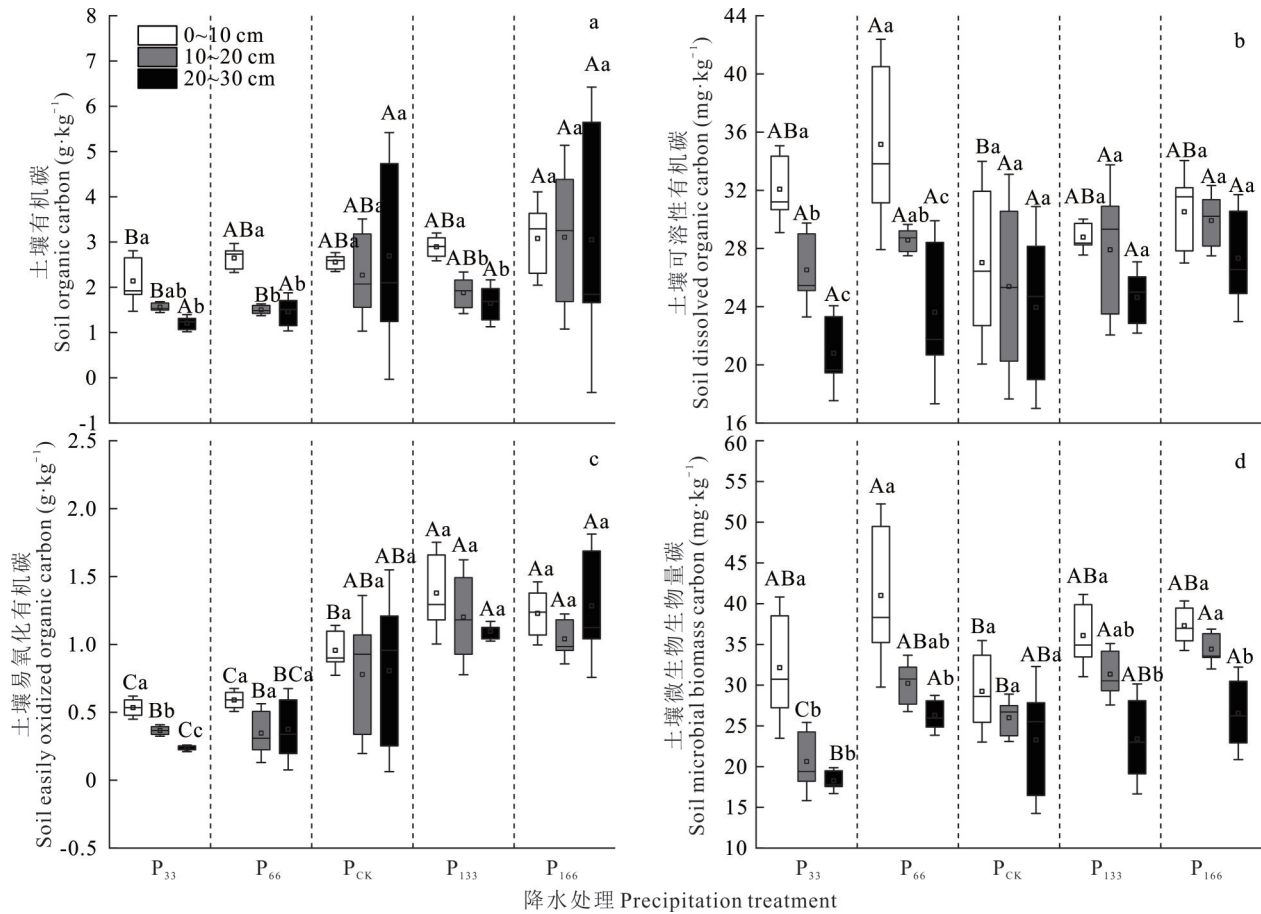 土壤有机碳
Soil organic carbon (g·kg⁻¹)
8
7
6
5
4
3
2
1
0
-1
0~10 cm
10~20 cm
20~30 cm
a
Ba
Bab
Ab
ABa
Bb
Ab
ABa
ABa
Aa
ABa
ABb
Ab
Aa
Aa
Aa
土壤可溶性有机碳
Soil dissolved organic carbon (mg·kg⁻¹)
44
40
36
32
28
24
20
16
b
ABa
Ab
Ac
Aa
Aab
Ac
Ba
Aa
Aa
ABa
Aa
Aa
ABa
Aa
Aa
土壤易氧化有机碳
Soil easily oxidized organic carbon (g·kg⁻¹)
2.5
2.0
1.5
1.0
0.5
0
-0.5
c
Ca
Bb
Cc
Ca
Ba
BCa
Ba
ABa
ABa
Aa
Aa
Aa
Aa
Aa
Aa
P₃₃
P₆₆
P_CK
P₁₃₃
P₁₆₆
土壤微生物生物量碳
Soil microbial biomass carbon (mg·kg⁻¹)
60
55
50
45
40
35
30
25
20
15
10
d
ABa
Cb
Bb
Aa
ABab
Ab
Ba
Ba
ABa
ABa
Aab
ABb
ABa
Aa
Ab
P₃₃
P₆₆
P_CK
P₁₃₃
P₁₆₆
降水处理 Precipitation treatment